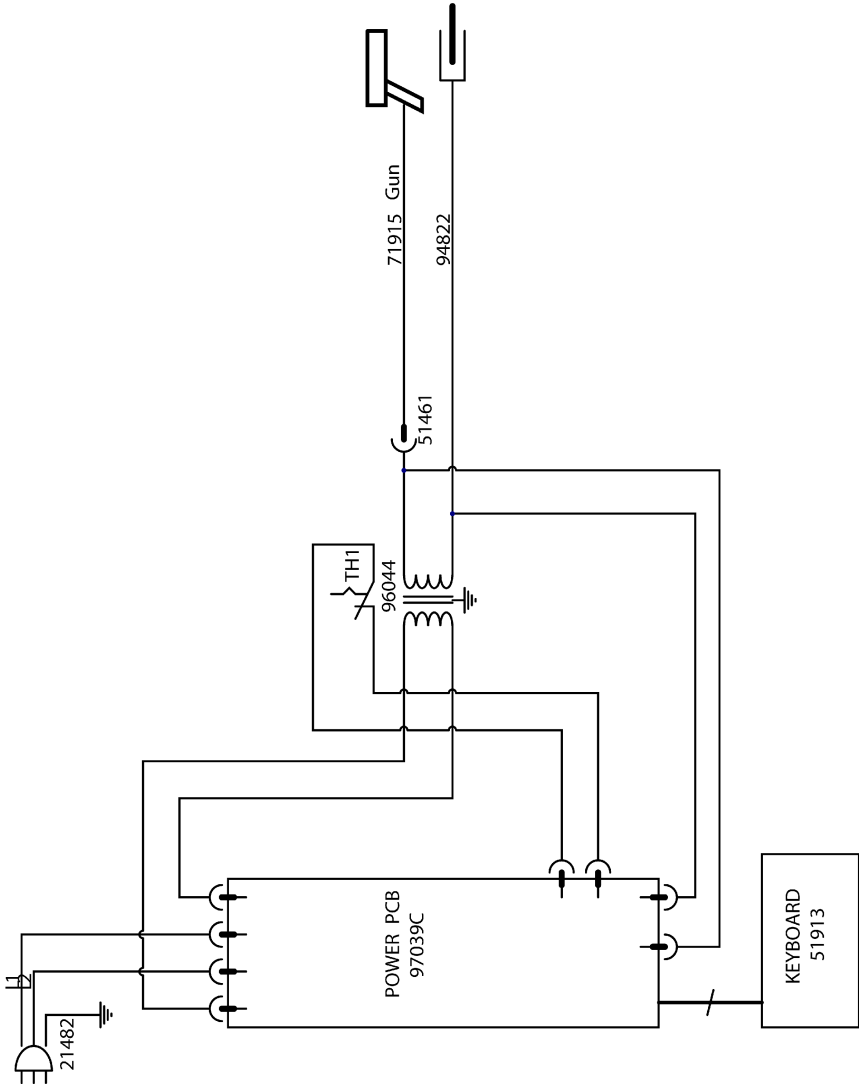 71915 Gun
94822
51461
TH1
96044
POWER PCB
97039C
KEYBOARD
51913
L1
L2
21482